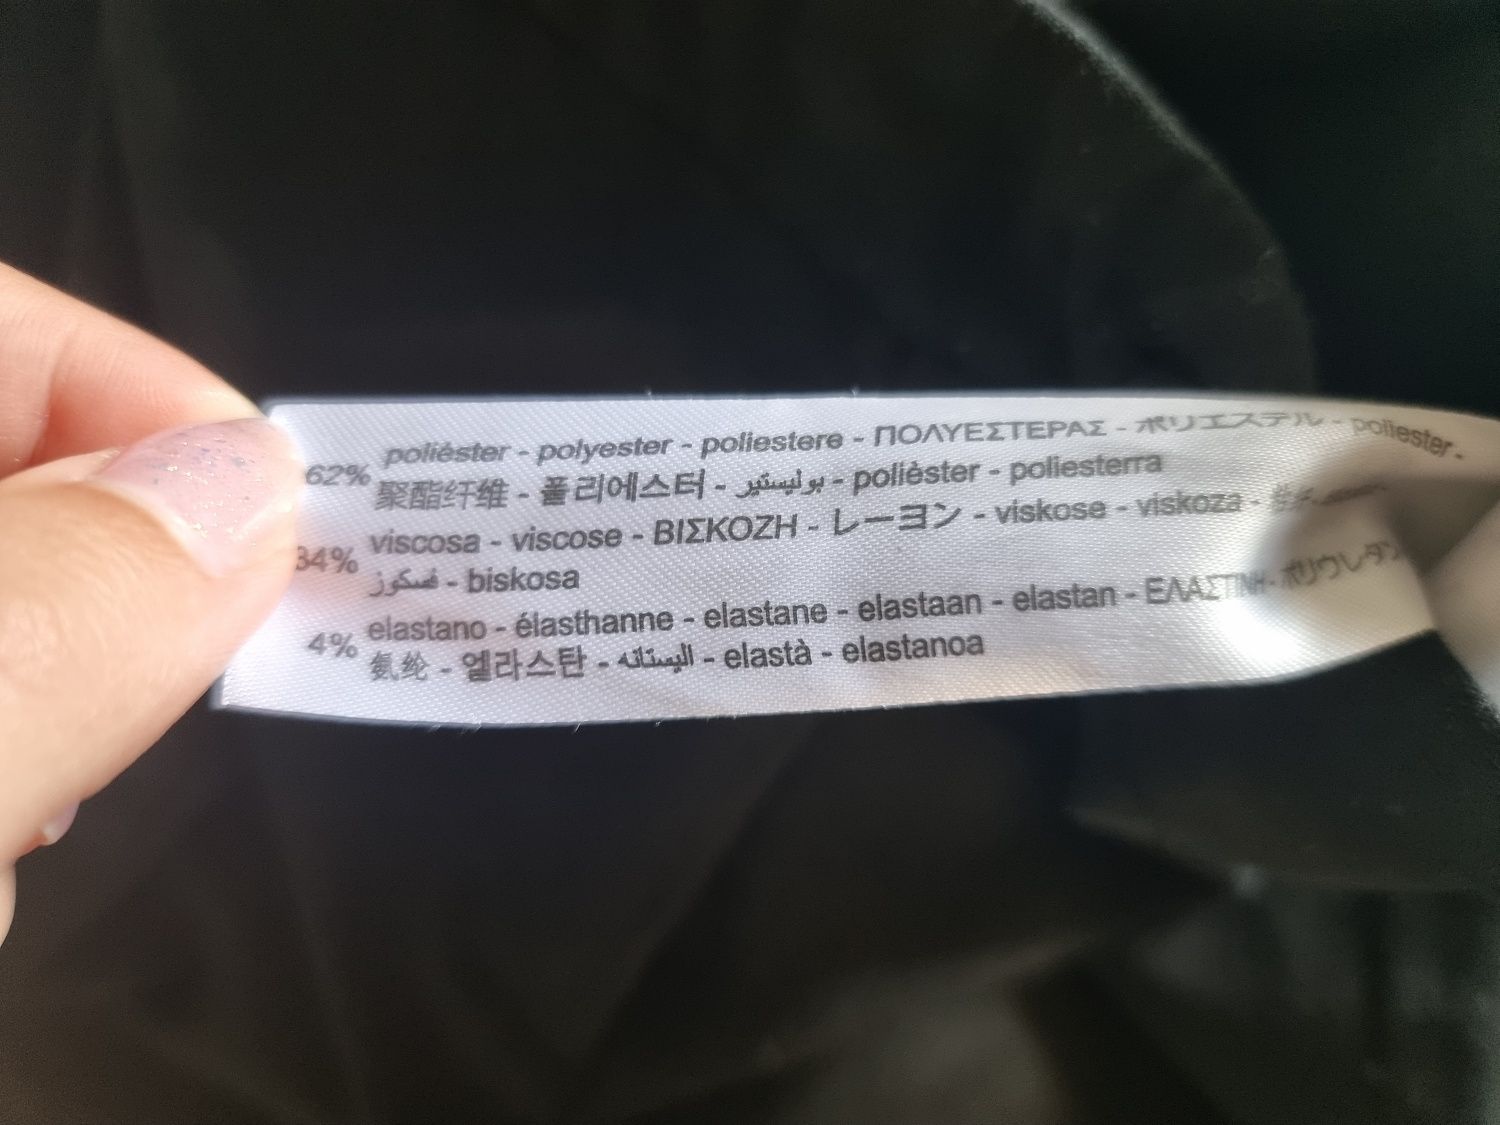 62% poliéster - polyester - poliestere - ΠΟΛΥΕΣΤΕΡΑΣ - ポリエステル - poliester -
聚酯纤维 - 폴리에스터 - بوليستير - polièster - poliesterra
34% viscosa - viscose - ΒΙΣΚΟΖΗ - レーヨン - viskose - viskoza -
فسكوز - biskosa
4% elastano - élasthanne - elastane - elastaan - elastan - ΕΛΑΣΤΙΝΗ - ポリウレタン
氨纶 - 엘라스탄 - اليستانه - elastà - elastanoa